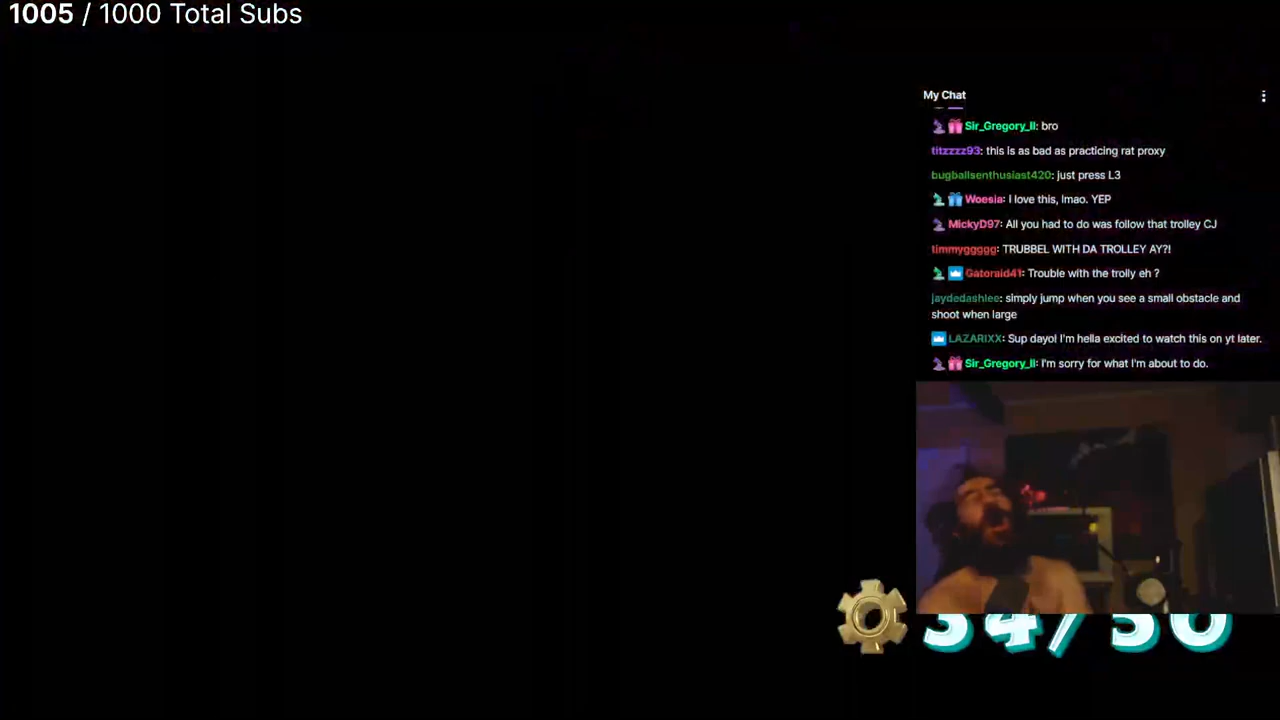 1005 / 1000 Total Subs
My Chat
Sir_Gregory_II: bro
titzzzz93: this is as bad as practicing rat proxy
bugballsenthusiast420: just press L3
Woesia: I love this, lmao. YEP
MickyD97: All you had to do was follow that trolley CJ
timmyggggg: TRUBBEL WITH DA TROLLEY AY?!
Gatoraid41: Trouble with the trolly eh ?
jaydedashlee: simply jump when you see a small obstacle and
shoot when large
LAZARIXX: Sup dayo! I'm hella excited to watch this on yt later.
Sir_Gregory_II: I'm sorry for what I'm about to do.
34/50